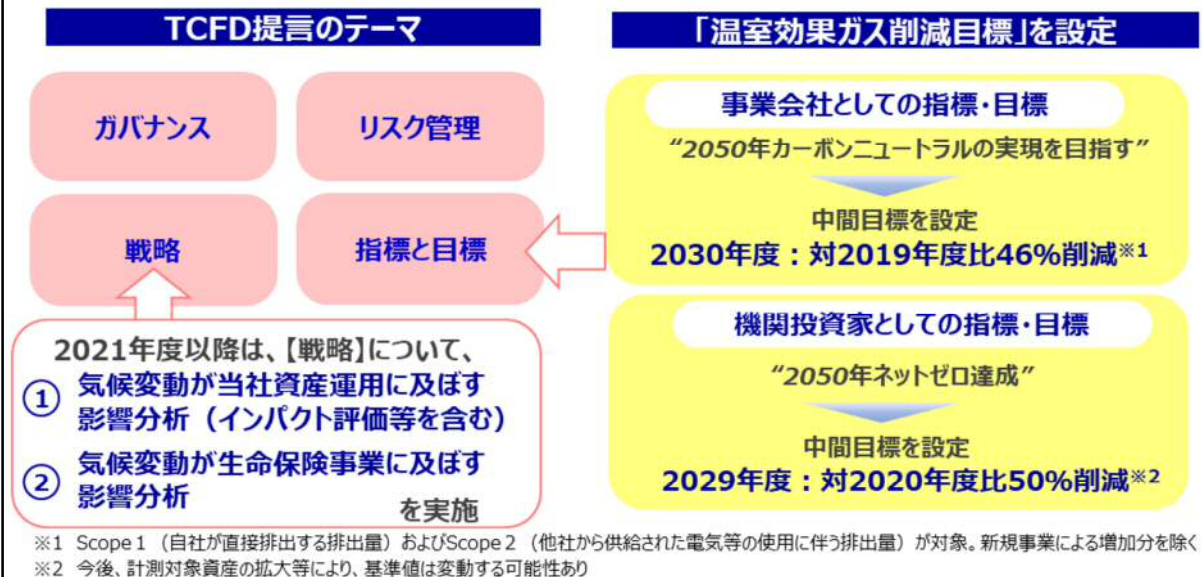 TCFD提言のテーマ
ガバナンス
リスク管理
戦略
指標と目標
2021年度以降は、【戦略】について、
① 気候変動が当社資産運用に及ぼす
影響分析（インパクト評価等を含む）
② 気候変動が生命保険事業に及ぼす
影響分析
を実施
「温室効果ガス削減目標」を設定
事業会社としての指標・目標
“2050年カーボンニュートラルの実現を目指す”
中間目標を設定
2030年度：対2019年度比46%削減※1
機関投資家としての指標・目標
“2050年ネットゼロ達成”
中間目標を設定
2029年度：対2020年度比50%削減※2
※1 Scope１（自社が直接排出する排出量）およびScope２（他社から供給された電気等の使用に伴う排出量）が対象。新規事業による増加分を除く
※2 今後、計測対象資産の拡大等により、基準値は変動する可能性あり